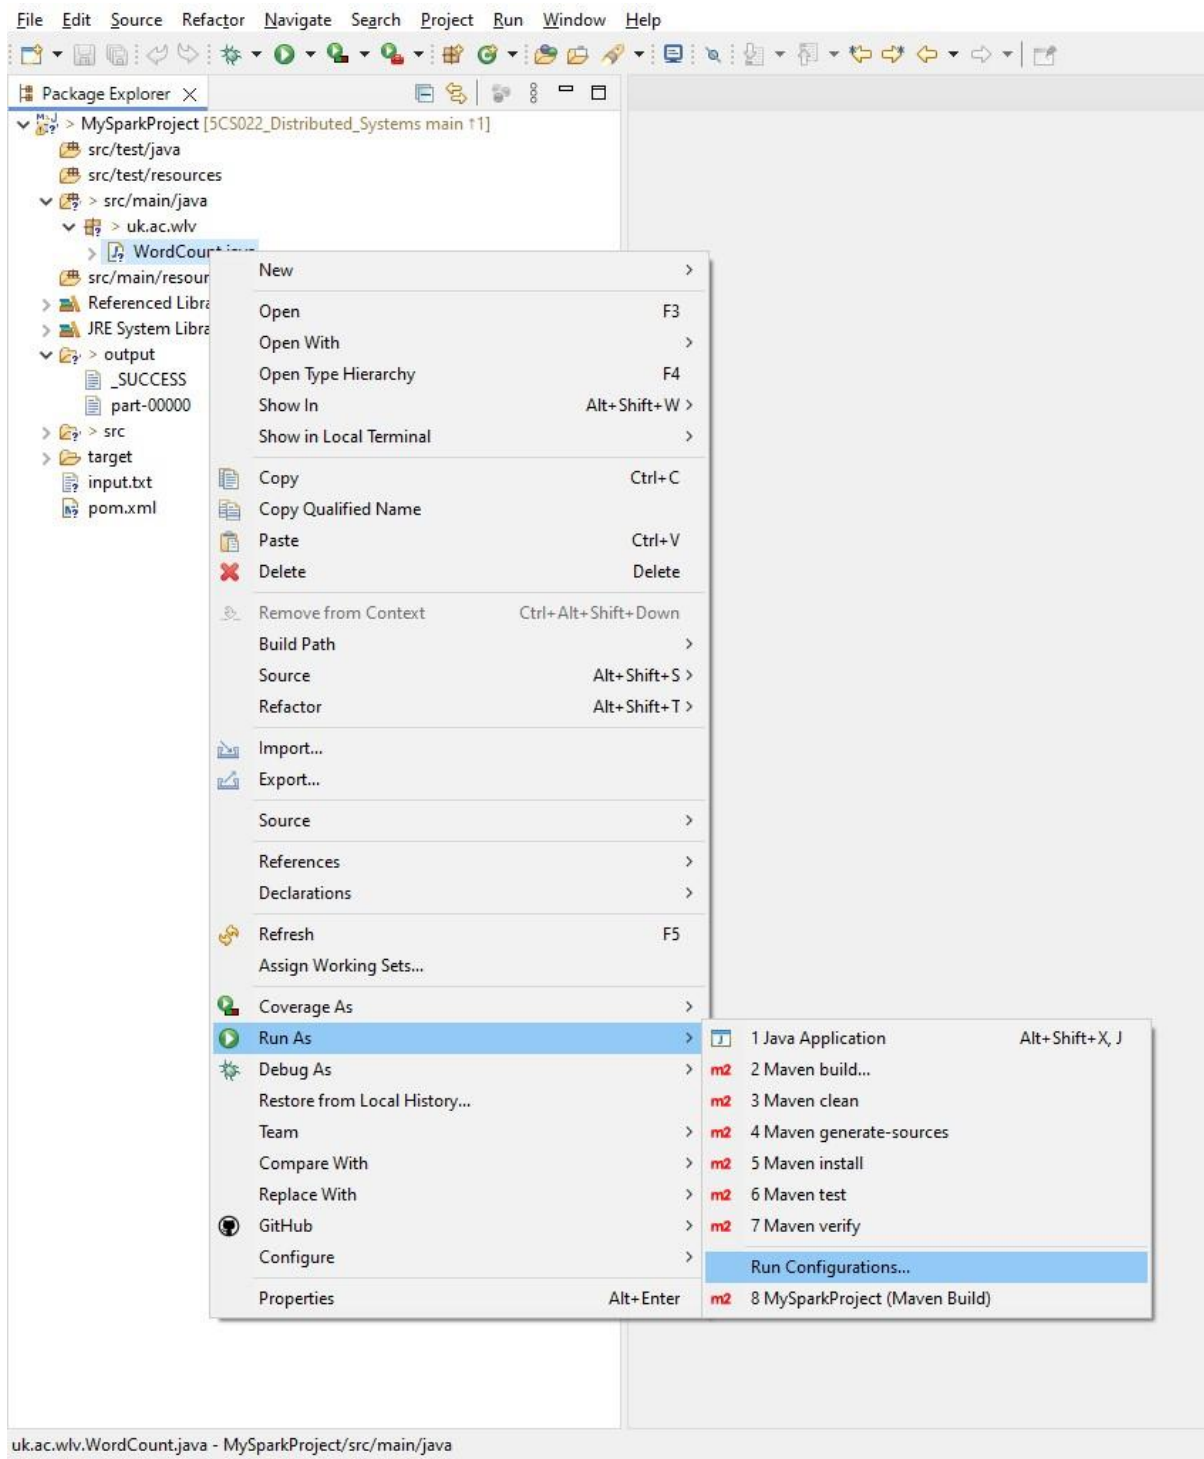 File Edit Source Refactor Navigate Search Project Run Window Help
Package Explorer
> MySparkProject [5CS022_Distributed_Systems main ↑1]
src/test/java
src/test/resources
> src/main/java
> uk.ac.wlv
WordCount.java
src/main/resour
Referenced Libra
JRE System Libra
> output
_SUCCESS
part-00000
> src
target
input.txt
pom.xml
New
Open F3
Open With
Open Type Hierarchy F4
Show In Alt+Shift+W
Show in Local Terminal
Copy Ctrl+C
Copy Qualified Name
Paste Ctrl+V
Delete Delete
Remove from Context Ctrl+Alt+Shift+Down
Build Path
Source Alt+Shift+S
Refactor Alt+Shift+T
Import...
Export...
Source
References
Declarations
Refresh F5
Assign Working Sets...
Coverage As
Run As
Debug As
Restore from Local History...
Team
Compare With
Replace With
GitHub
Configure
Properties Alt+Enter
1 Java Application Alt+Shift+X, J
m2 2 Maven build...
m2 3 Maven clean
m2 4 Maven generate-sources
m2 5 Maven install
m2 6 Maven test
m2 7 Maven verify
Run Configurations...
m2 8 MySparkProject (Maven Build)
uk.ac.wlv.WordCount.java - MySparkProject/src/main/java